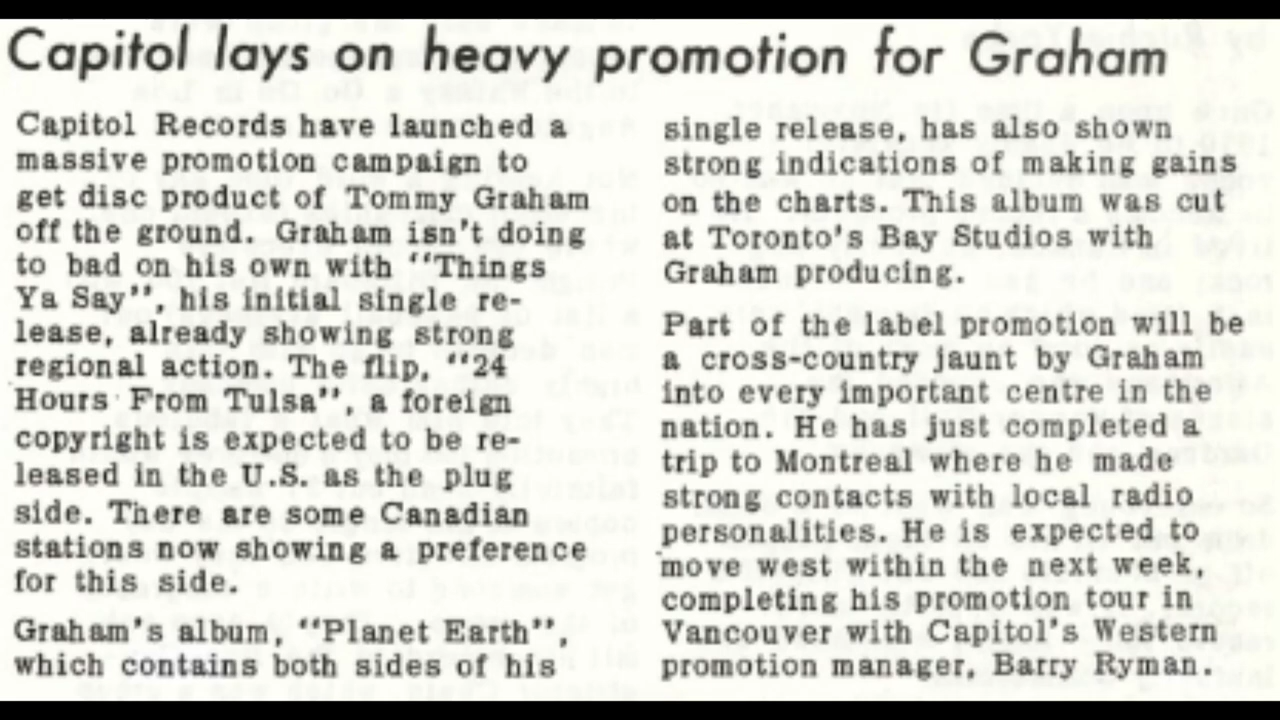 Capitol lays on heavy promotion for Graham
Capitol Records have launched a
massive promotion campaign to
get disc product of Tommy Graham
off the ground. Graham isn't doing
to bad on his own with "Things
Ya Say", his initial single re-
lease, already showing strong
regional action. The flip, "24
Hours From Tulsa", a foreign
copyright is expected to be re-
leased in the U.S. as the plug
side. There are some Canadian
stations now showing a preference
for this side.
Graham's album, "Planet Earth",
which contains both sides of his
single release, has also shown
strong indications of making gains
on the charts. This album was cut
at Toronto's Bay Studios with
Graham producing.
Part of the label promotion will be
a cross-country jaunt by Graham
into every important centre in the
nation. He has just completed a
trip to Montreal where he made
strong contacts with local radio
personalities. He is expected to
move west within the next week,
completing his promotion tour in
Vancouver with Capitol's Western
promotion manager, Barry Ryman.